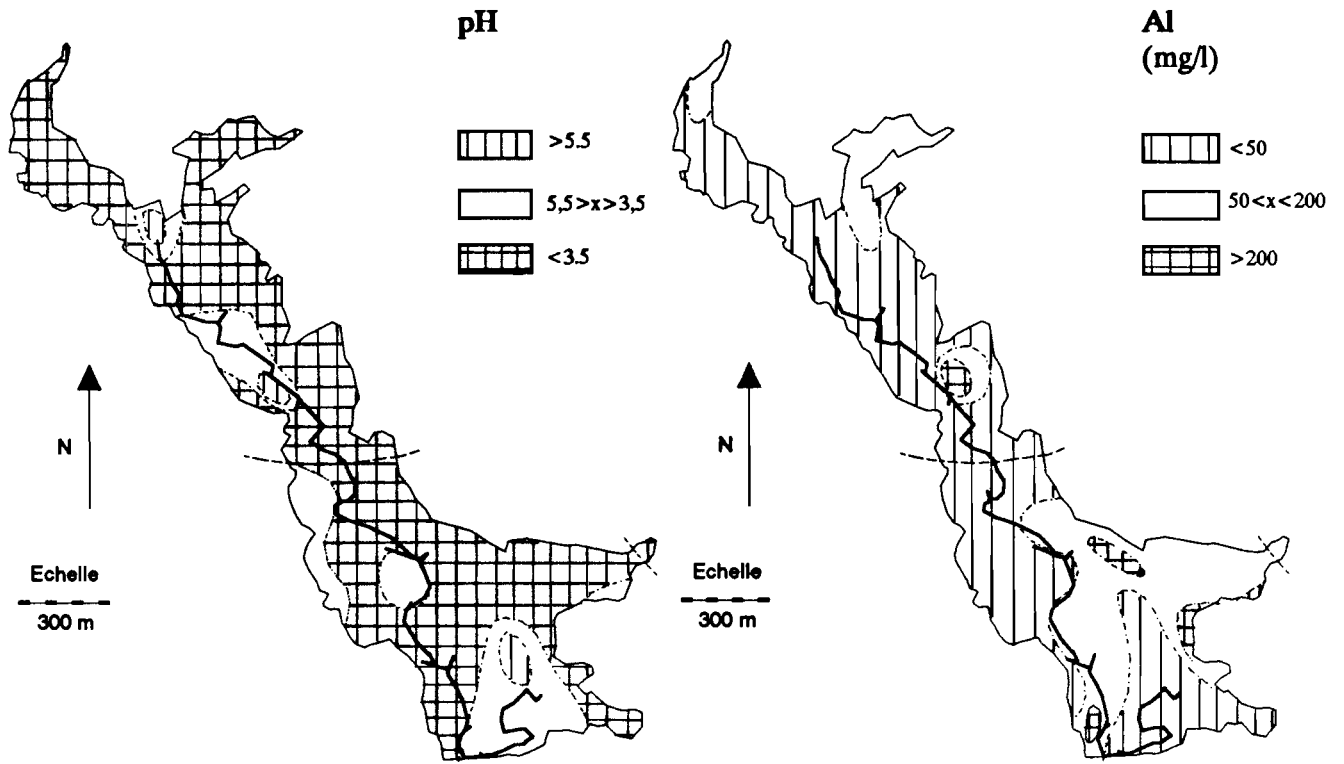 pH
>5.5
5,5>x>3,5
<3.5
N
Echelle
300 m
Al
(mg/l)
<50
50<x<200
>200
N
Echelle
300 m